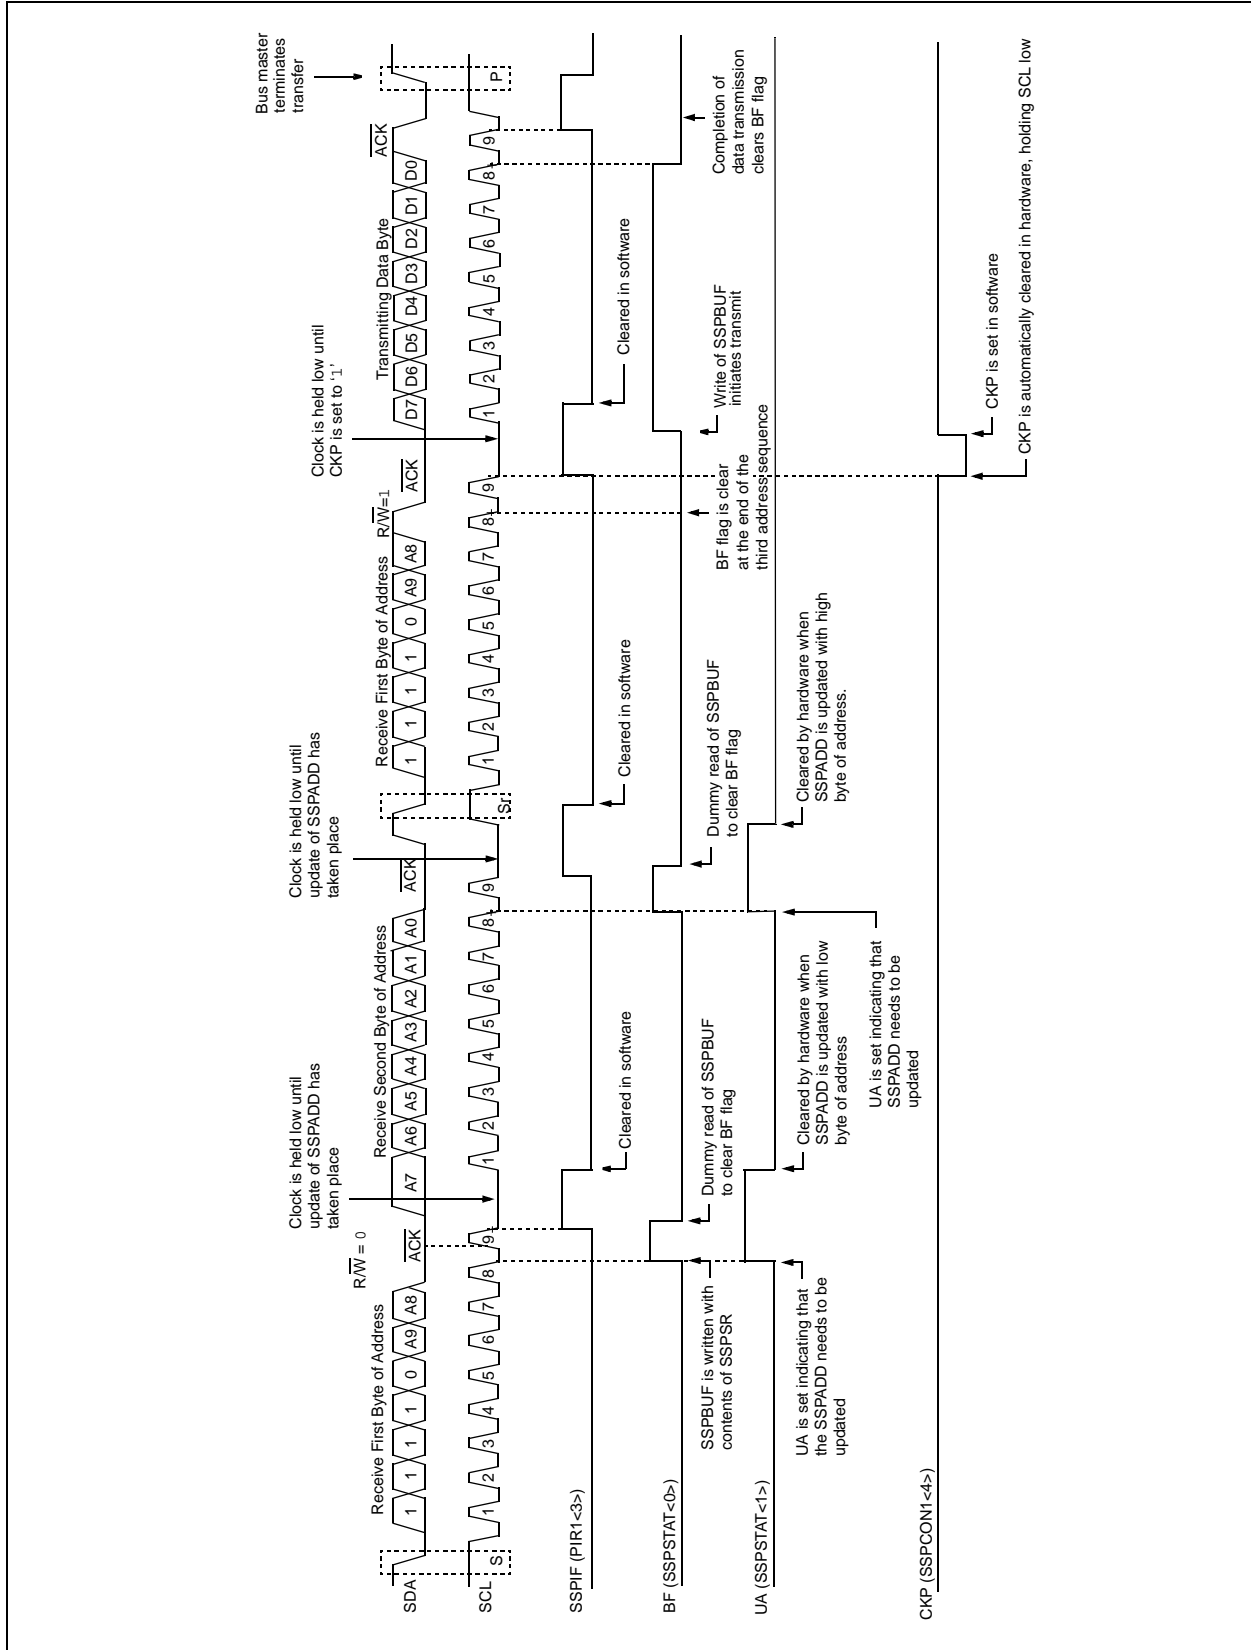 Bus master
terminates
transfer
Clock is held low until
CKP is set to ‘1’
Clock is held low until
update of SSPADD has
taken place
Clock is held low until
update of SSPADD has
taken place
Receive First Byte of Address
R/W = 0
ACK
Receive Second Byte of Address
ACK
Receive First Byte of Address
R/W=1
ACK
Transmitting Data Byte
ACK
SDA
1
1
1
1
0
A9
A8
A7
A6
A5
A4
A3
A2
A1
A0
1
1
1
1
0
A9
A8
D7
D6
D5
D4
D3
D2
D1
D0
SCL
S
1
2
3
4
5
6
7
8
9
1
2
3
4
5
6
7
8
9
Sr
1
2
3
4
5
6
7
8
9
1
2
3
4
5
6
7
8
9
P
SSPIF (PIR1<3>)
Cleared in software
Cleared in software
Cleared in software
BF (SSPSTAT<0>)
SSPBUF is written with
contents of SSPSR
Dummy read of SSPBUF
to clear BF flag
Dummy read of SSPBUF
to clear BF flag
BF flag is clear
at the end of the
third address sequence
Write of SSPBUF
initiates transmit
Completion of
data transmission
clears BF flag
UA (SSPSTAT<1>)
UA is set indicating that
the SSPADD needs to be
updated
Cleared by hardware when
SSPADD is updated with low
byte of address
UA is set indicating that
SSPADD needs to be
updated
Cleared by hardware when
SSPADD is updated with high
byte of address.
CKP (SSPCON1<4>)
CKP is set in software
CKP is automatically cleared in hardware, holding SCL low